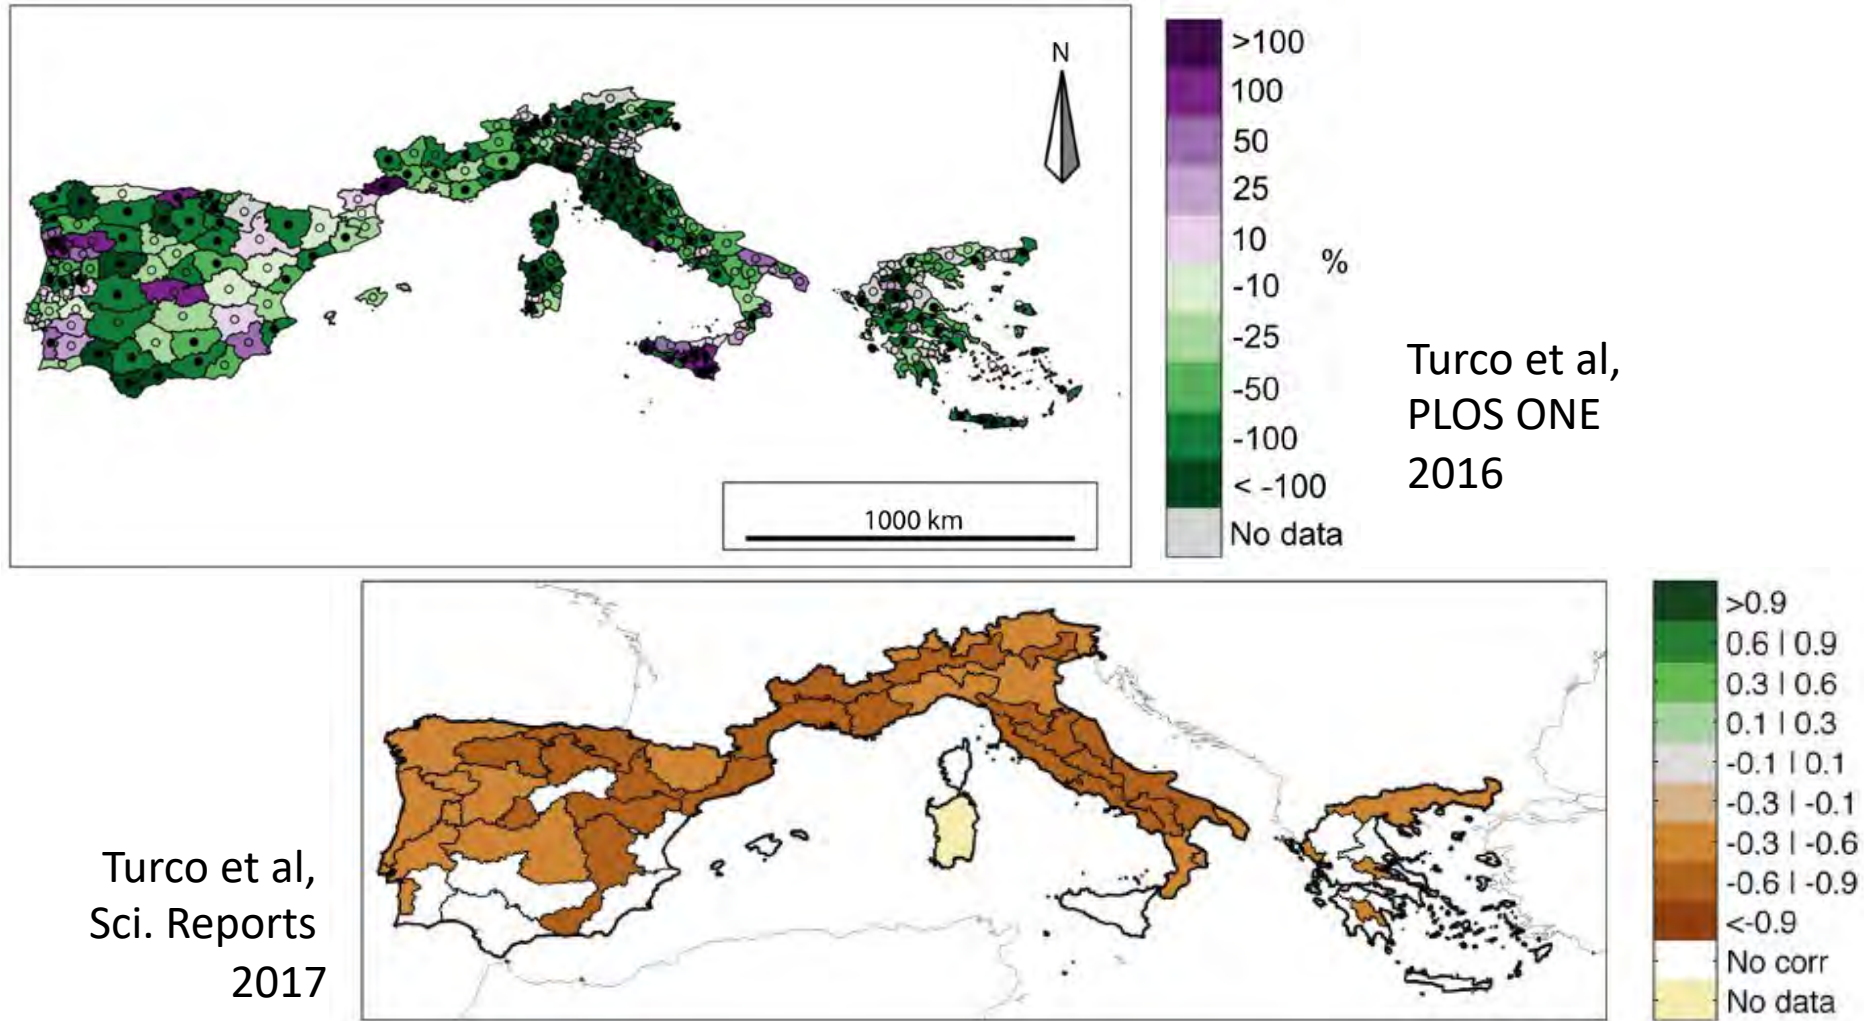 N
1000 km
>100
100
50
25
10
-10
-25
-50
-100
< -100
No data
%
Turco et al,
PLOS ONE
2016
Turco et al,
Sci. Reports
2017
>0.9
0.6 | 0.9
0.3 | 0.6
0.1 | 0.3
-0.1 | 0.1
-0.3 | -0.1
-0.3 | -0.6
-0.6 | -0.9
<-0.9
No corr
No data